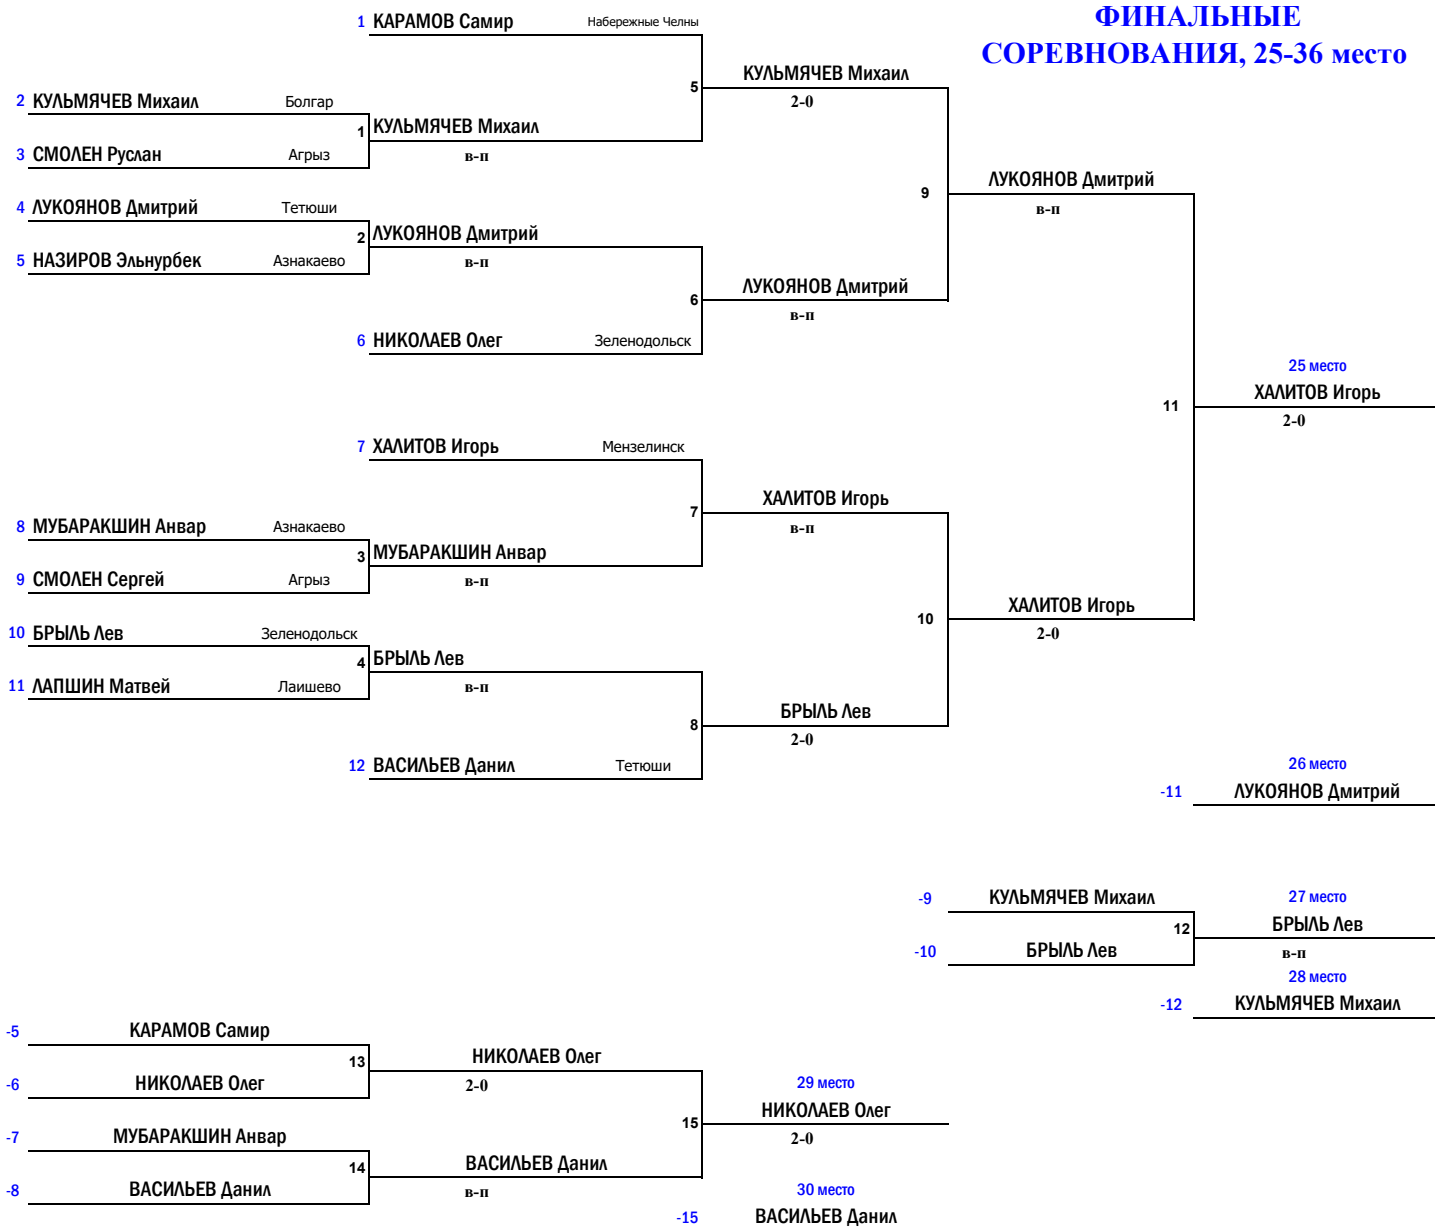 ФИНАЛЬНЫЕ
СОРЕВНОВАНИЯ, 25-36 место
1 КАРАМОВ Самир Набережные Челны
5 КУЛЬМЯЧЕВ Михаил
2-0
2 КУЛЬМЯЧЕВ Михаил Болгар
1 КУЛЬМЯЧЕВ Михаил
в-п
3 СМОЛЕН Руслан Агрыз
9 ЛУКОЯНОВ Дмитрий
в-п
4 ЛУКОЯНОВ Дмитрий Тетюши
2 ЛУКОЯНОВ Дмитрий
в-п
5 НАЗИРОВ Эльнурбек Азнакаево
6 ЛУКОЯНОВ Дмитрий
в-п
6 НИКОЛАЕВ Олег Зеленодольск
25 место
11 ХАЛИТОВ Игорь
2-0
7 ХАЛИТОВ Игорь Мензелинск
7 ХАЛИТОВ Игорь
в-п
8 МУБАРАКШИН Анвар Азнакаево
3 МУБАРАКШИН Анвар
в-п
9 СМОЛЕН Сергей Агрыз
10 ХАЛИТОВ Игорь
2-0
10 БРЫЛЬ Лев Зеленодольск
4 БРЫЛЬ Лев
в-п
11 ЛАПШИН Матвей Лаишево
8 БРЫЛЬ Лев
2-0
12 ВАСИЛЬЕВ Данил Тетюши
26 место
-11 ЛУКОЯНОВ Дмитрий
-9 КУЛЬМЯЧЕВ Михаил
27 место
12 БРЫЛЬ Лев
-10 БРЫЛЬ Лев
в-п
28 место
-12 КУЛЬМЯЧЕВ Михаил
-5 КАРАМОВ Самир
13 НИКОЛАЕВ Олег
2-0
-6 НИКОЛАЕВ Олег
29 место
15 НИКОЛАЕВ Олег
2-0
-7 МУБАРАКШИН Анвар
14 ВАСИЛЬЕВ Данил
в-п
-8 ВАСИЛЬЕВ Данил
30 место
-15 ВАСИЛЬЕВ Данил